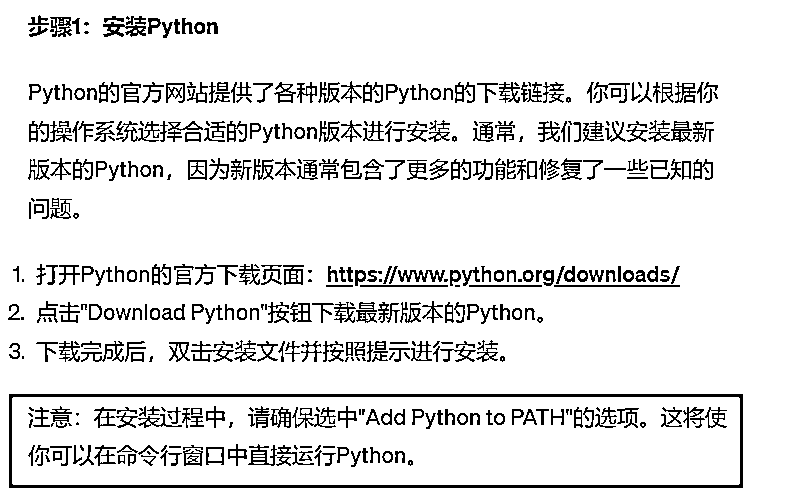 步骤1：安装Python
Python的官方网站提供了各种版本的Python的下载链接。你可以根据你
的操作系统选择合适的Python版本进行安装。通常，我们建议安装最新
版本的Python，因为新版本通常包含了更多的功能和修复了一些已知的
问题。
1. 打开Python的官方下载页面：https://www.python.org/downloads/
2. 点击"Download Python"按钮下载最新版本的Python。
3. 下载完成后，双击安装文件并按照提示进行安装。
注意：在安装过程中，请确保选中"Add Python to PATH"的选项。这将使
你可以在命令行窗口中直接运行Python。